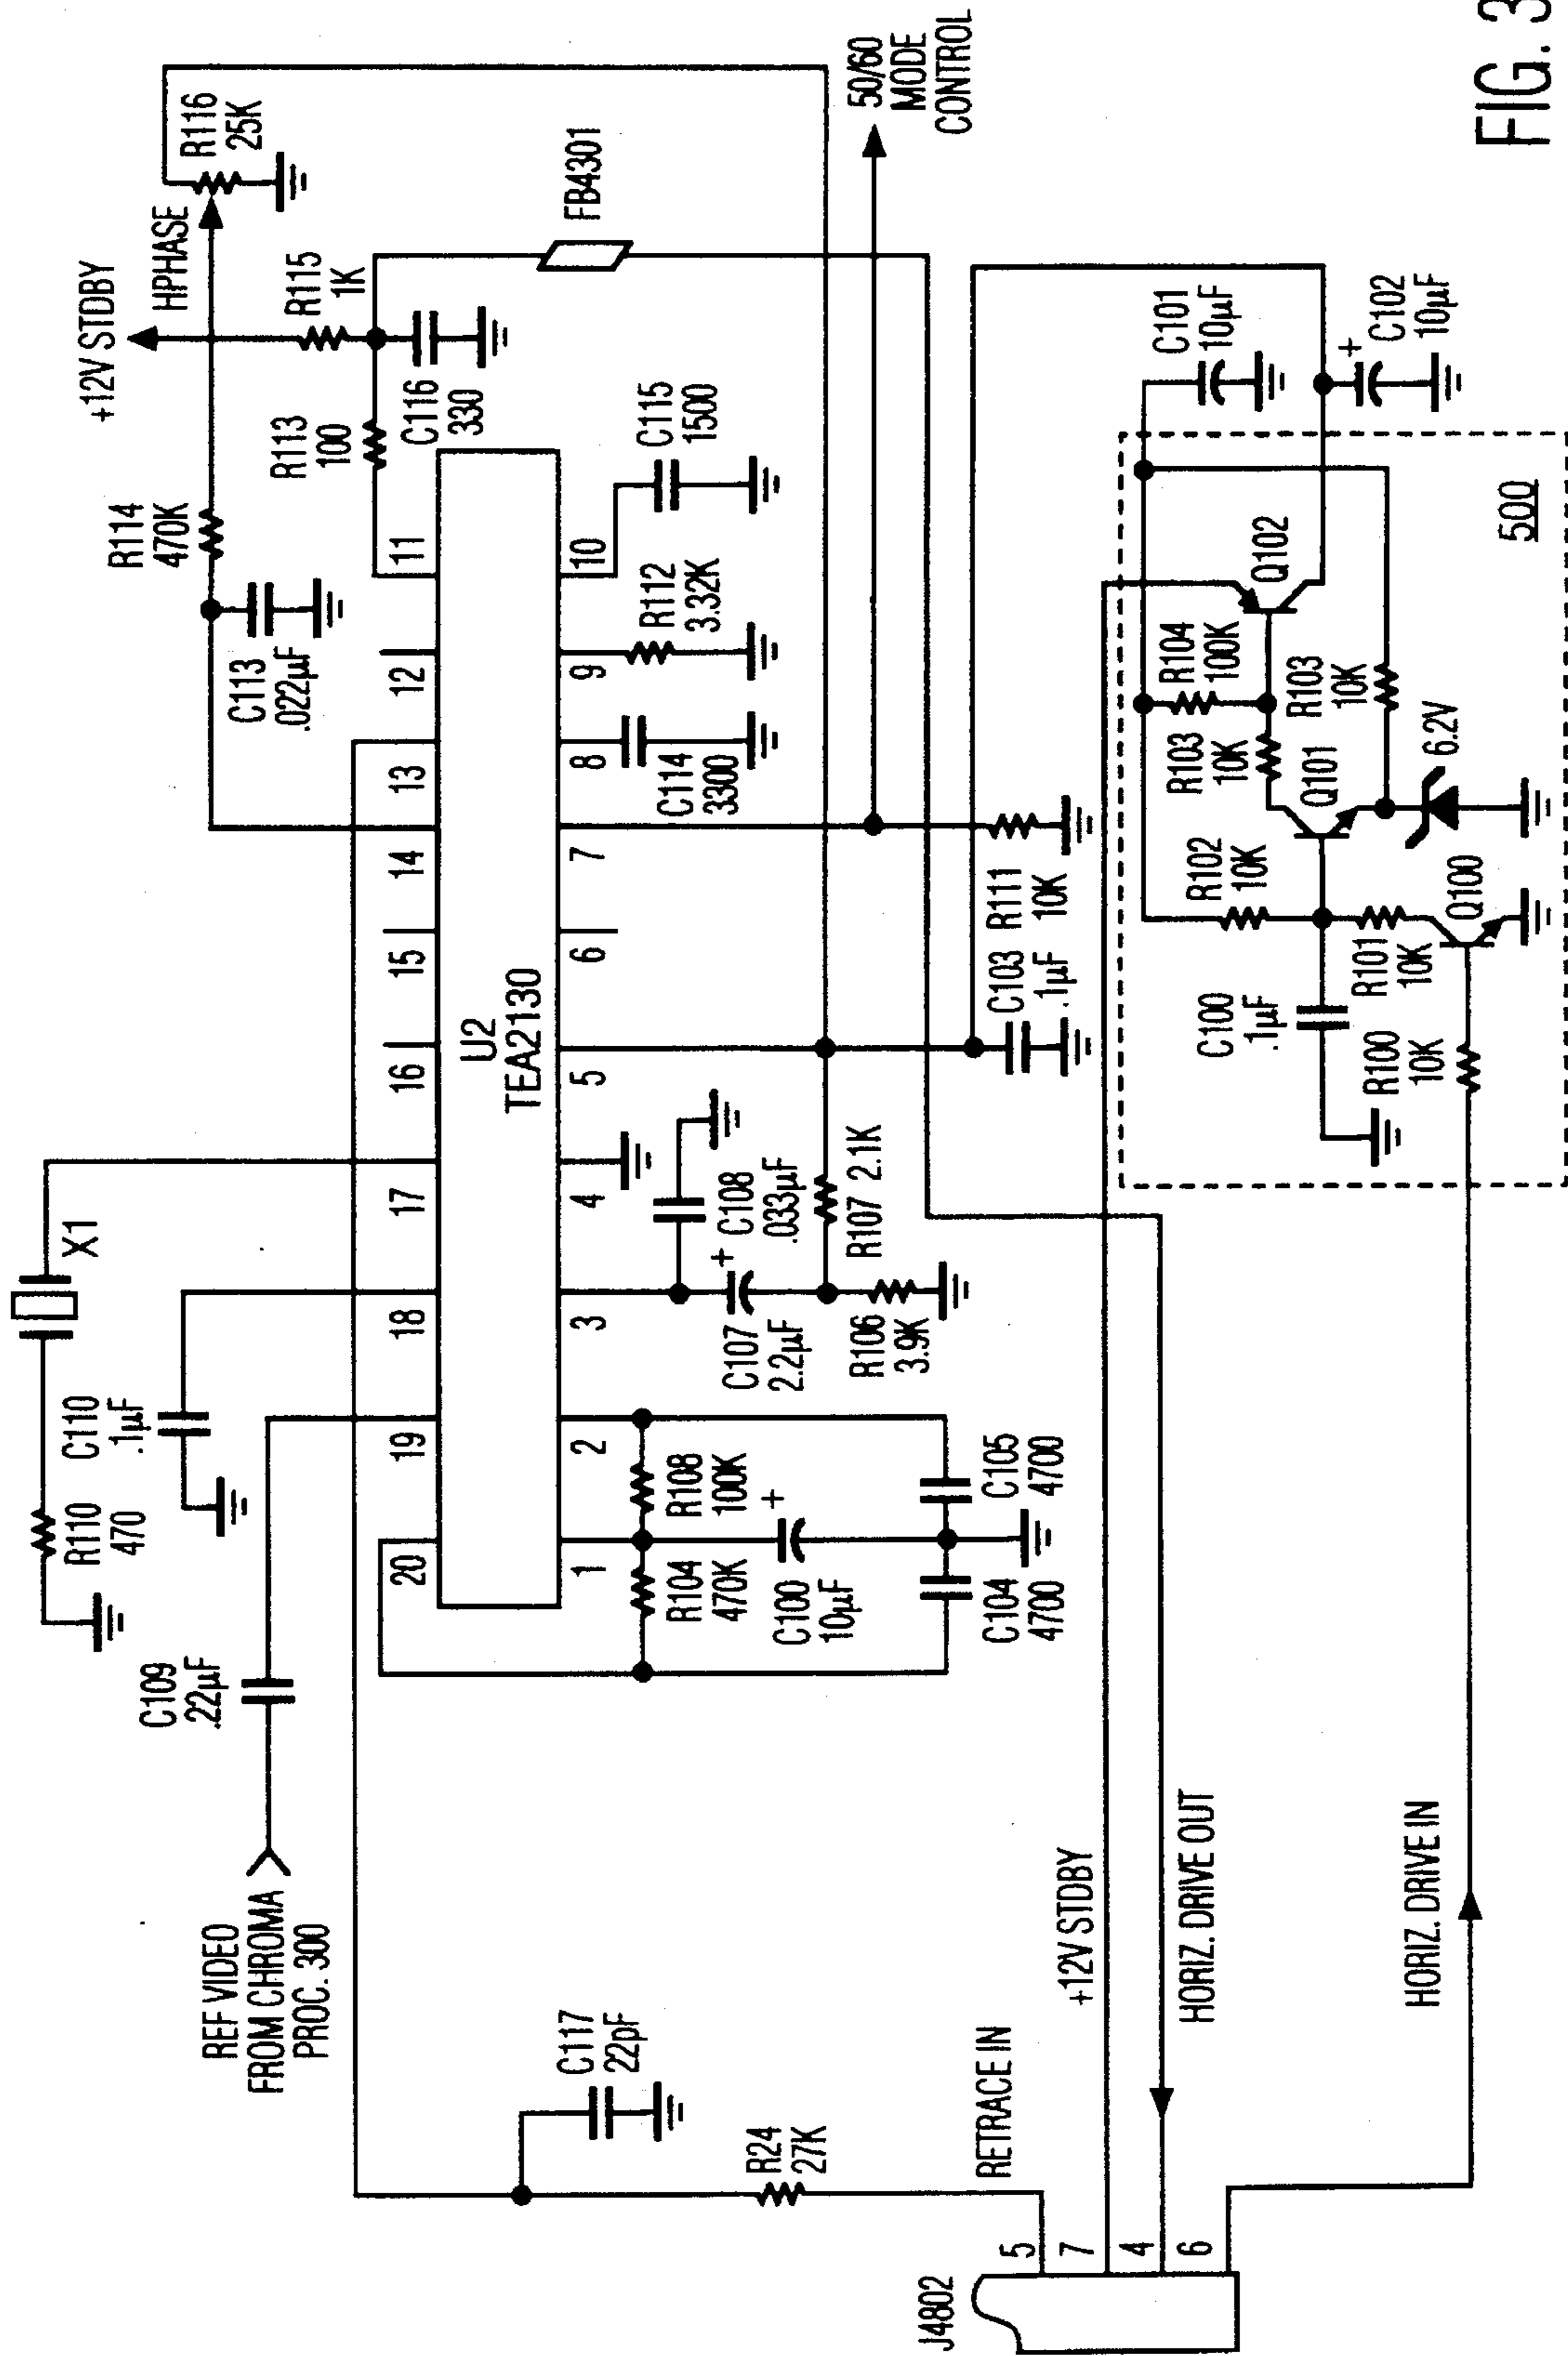 REF VIDEO
FROM CHROMA
PROC. 300
C109
.22µF
R110
470
C110
.1µF
X1
+12V STDBY
HPHASE
R116
25K
R114
470K
C113
.022µF
R115
1K
R113
100
C116
330
FB4301
20
19
18
17
16
15
14
13
12
11
U2
TEA2130
1
2
3
4
5
6
7
8
9
10
R104
470K
R108
100K
C100
10µF
+
C104
4700
C105
4700
C107
2.2µF
+
C108
.033µF
R106
3.9K
R107 2.1K
C103
.1µF
R111
10K
C114
3300
R112
3.32K
C115
1500
50/60
MODE
CONTROL
C117
22pF
R24
27K
RETRACE IN
+12V STDBY
HORIZ. DRIVE OUT
HORIZ. DRIVE IN
J4802
5
7
4
6
C100
.1µF
R100
10K
R101
10K
R102
10K
Q100
Q101
R103
10K
R104
100K
R103
10K
6.2V
Q102
C101
10µF
C102
10µF
+
500
FIG. 3